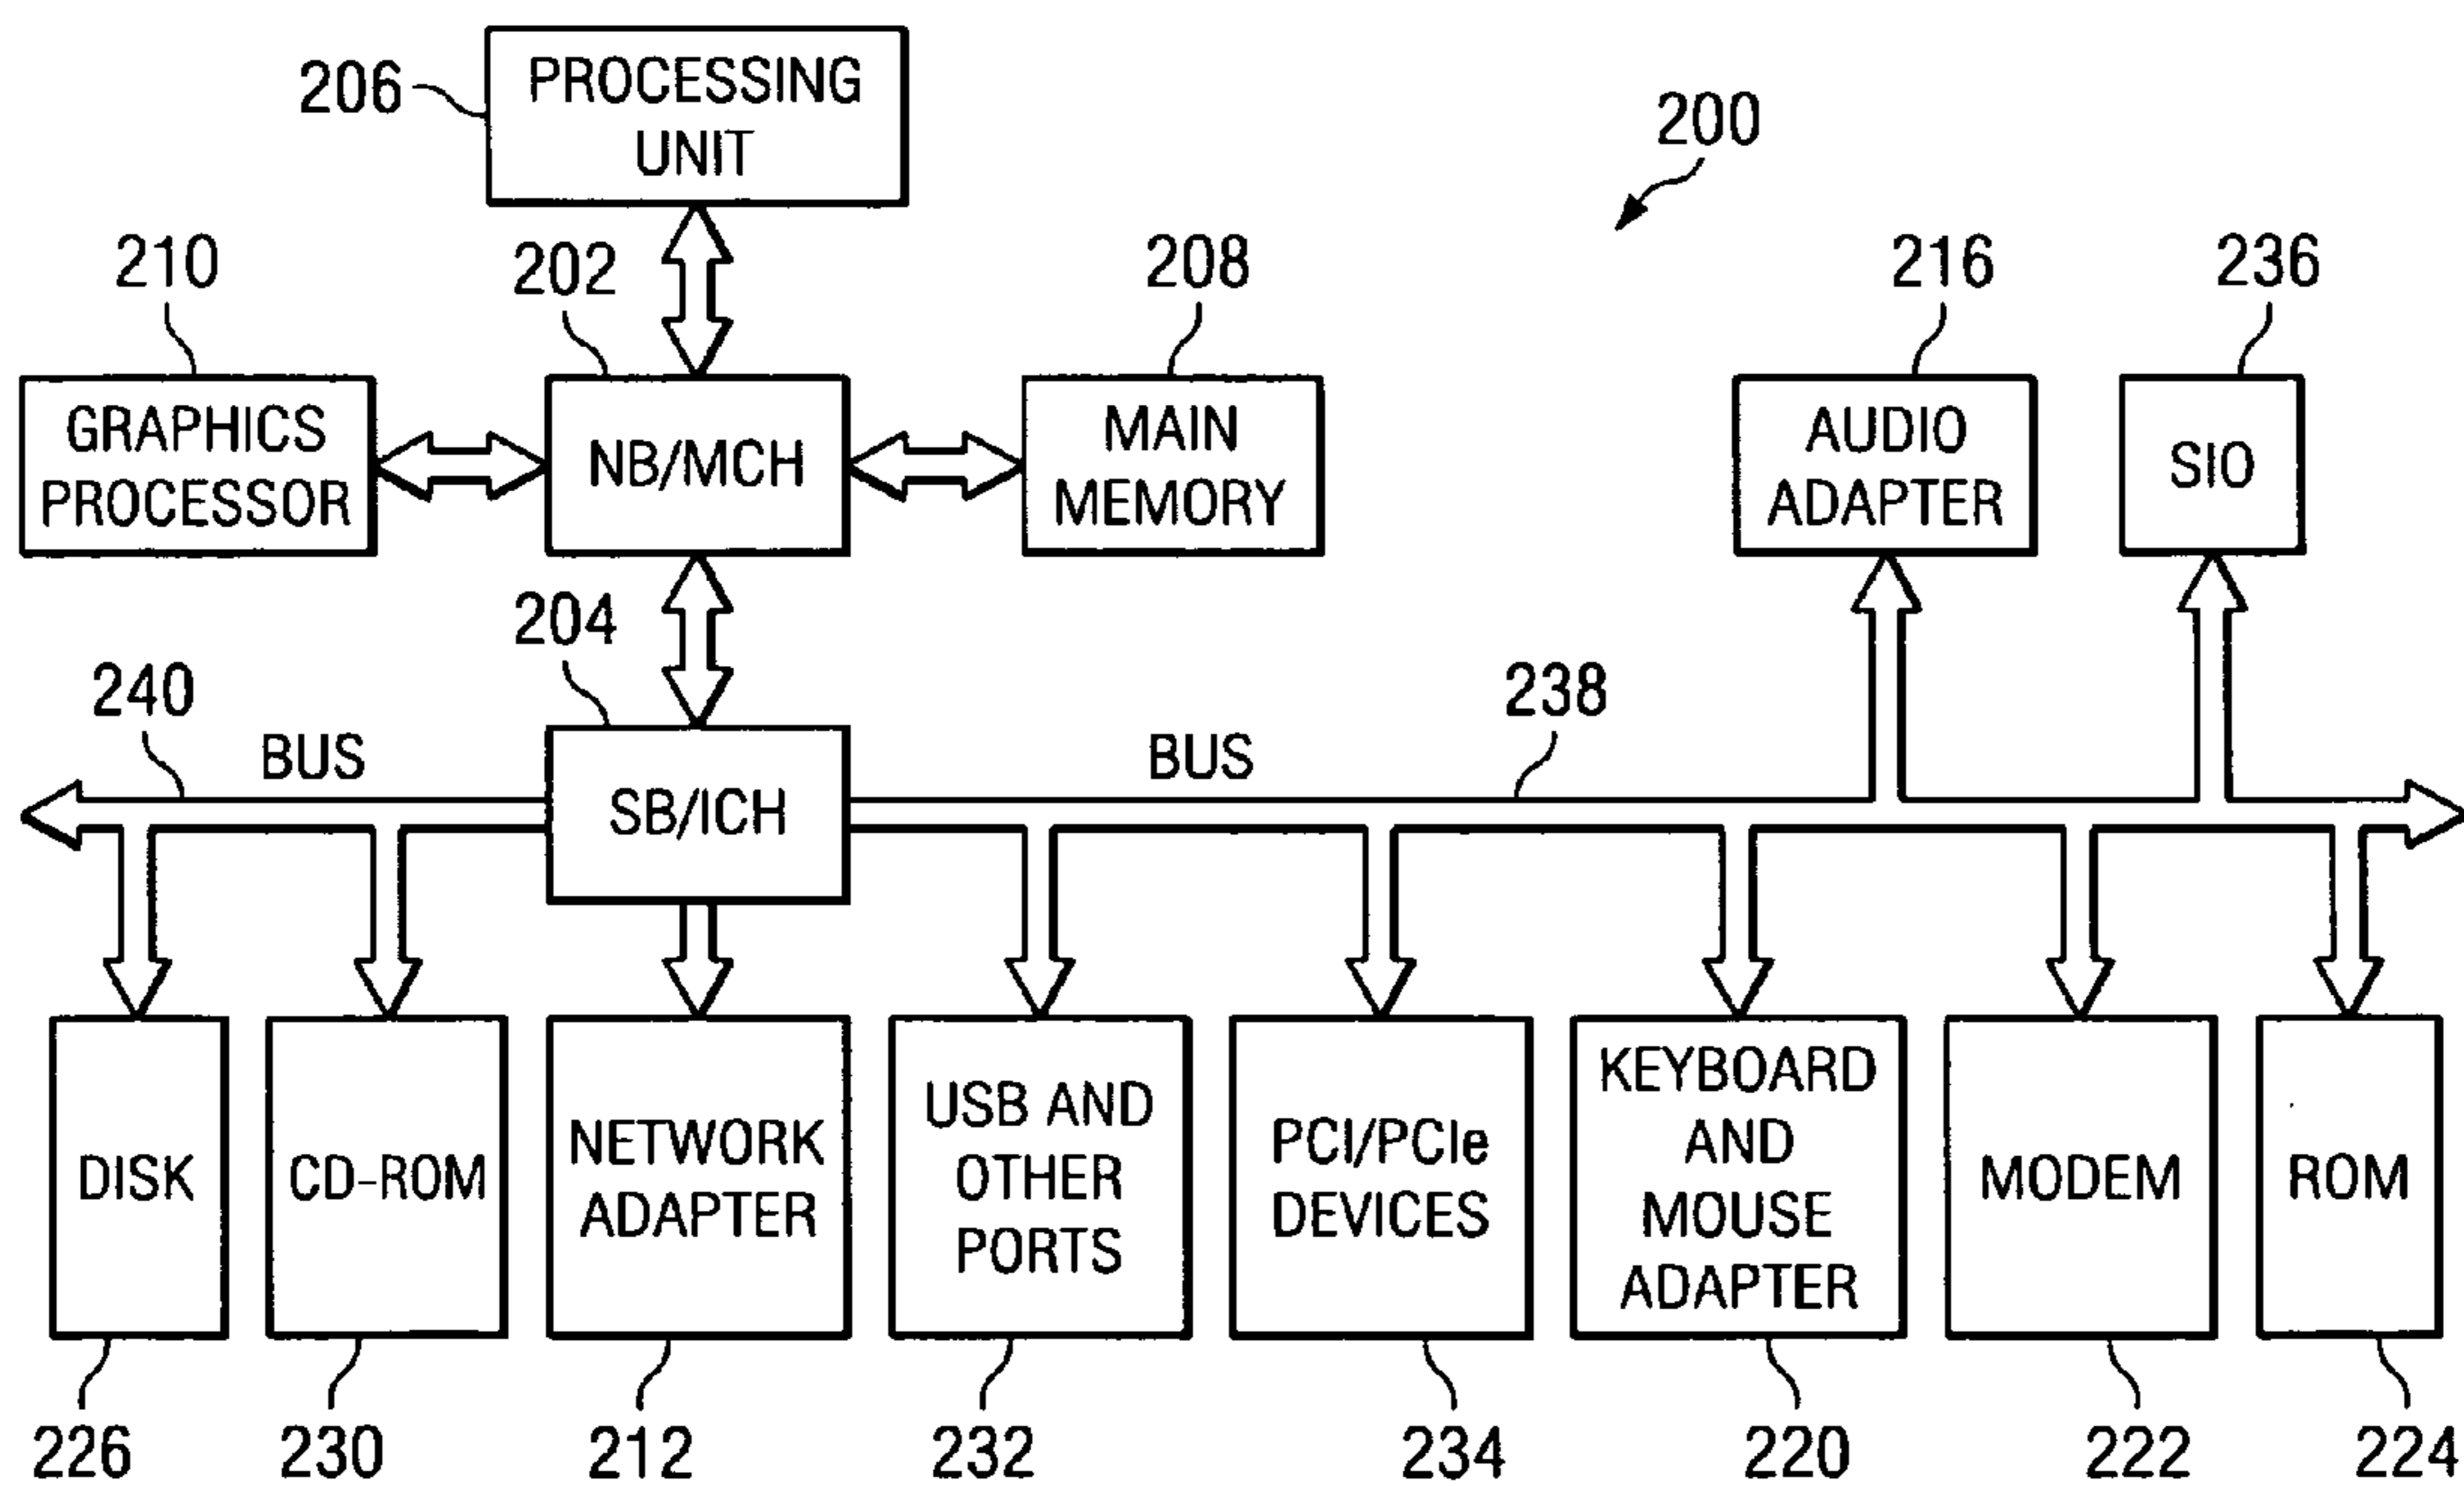 206
PROCESSING
UNIT
200
210
202
208
216
236
GRAPHICS
PROCESSOR
NB/MCH
MAIN
MEMORY
AUDIO
ADAPTER
SIO
204
240
BUS
SB/ICH
BUS
238
DISK
CD-ROM
NETWORK
ADAPTER
USB AND
OTHER
PORTS
PCI/PCIe
DEVICES
KEYBOARD
AND
MOUSE
ADAPTER
MODEM
ROM
226
230
212
232
234
220
222
224